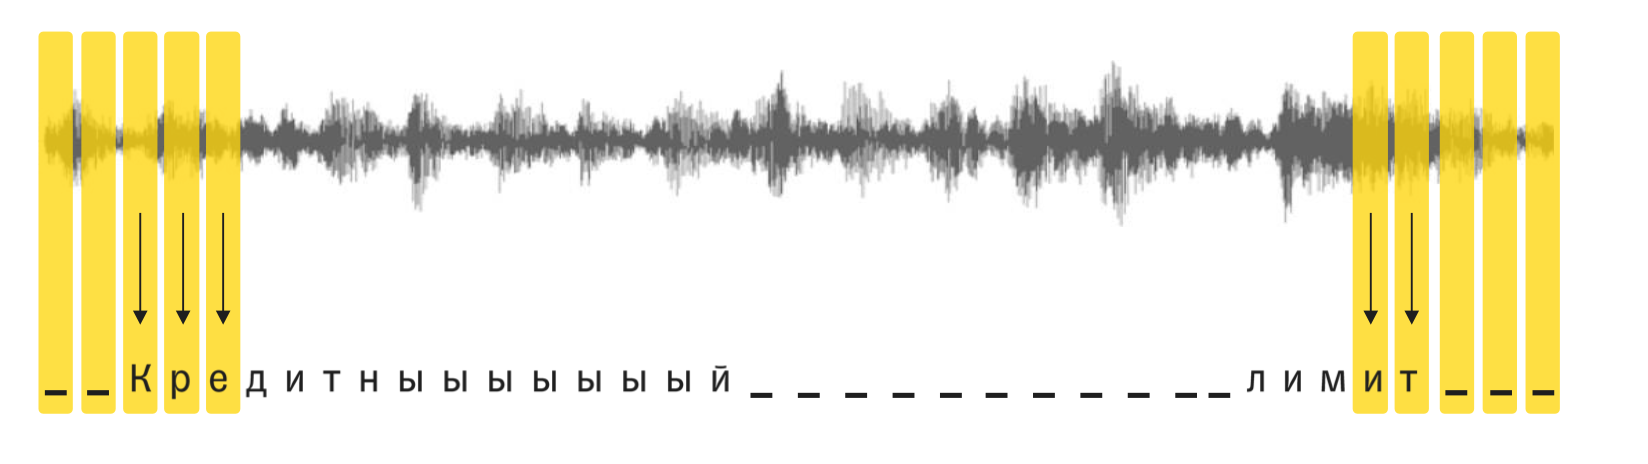 _ _ К р е д и т н ы ы ы ы ы ы ы й _ _ _ _ _ _ _ _ _ _ _ л и м и т _ _ _